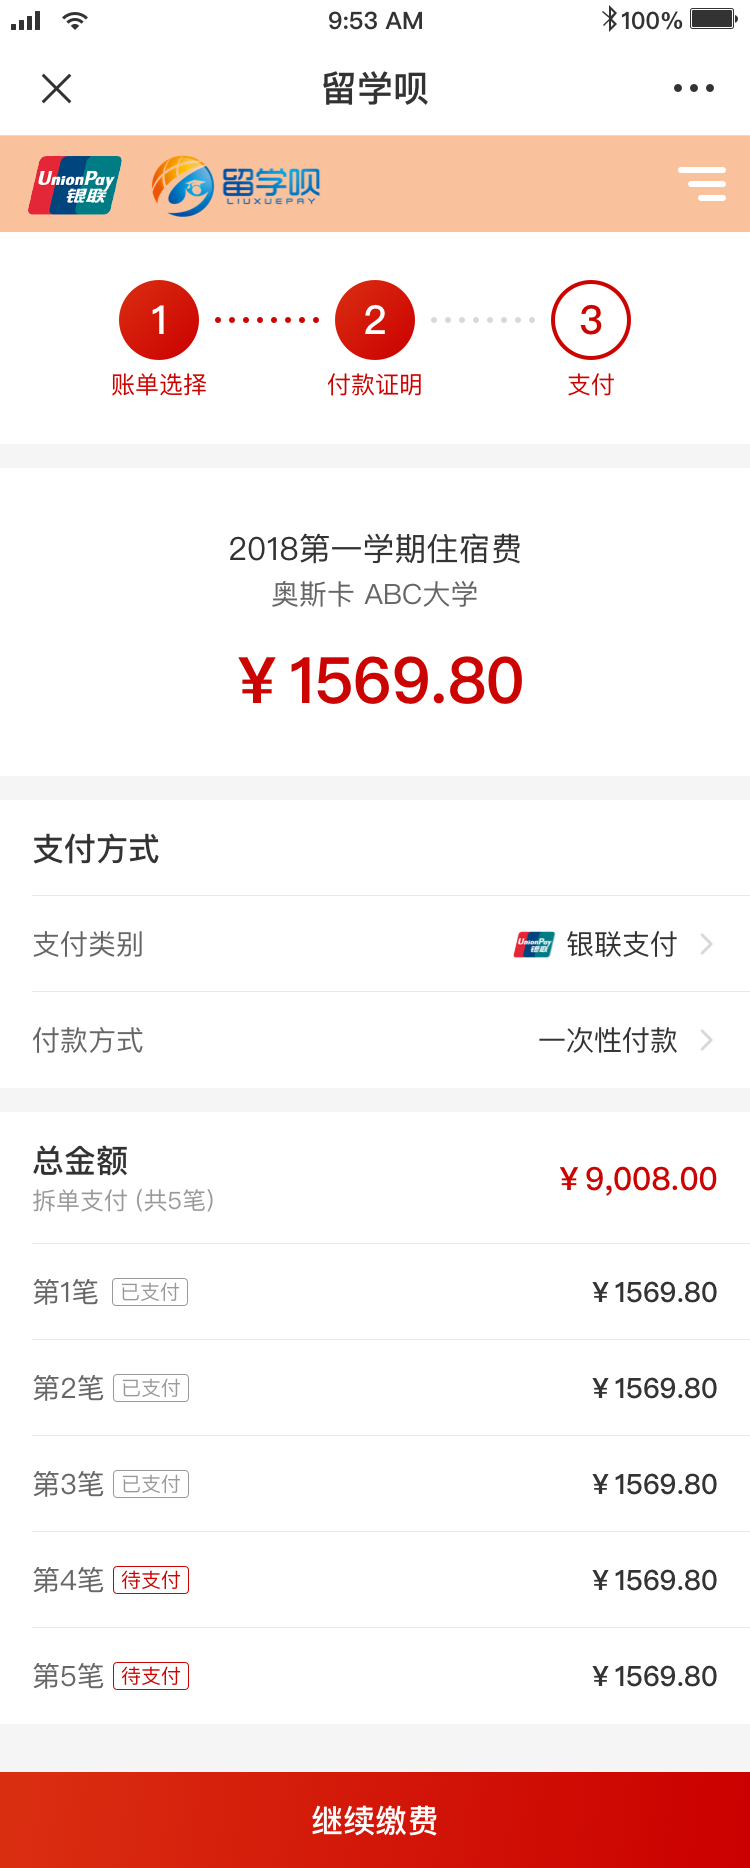 9:53 AM 100%
留学呗
UnionPay
银联
留学呗
LIUXUEPAY
1 2 3
账单选择 付款证明 支付
2018第一学期住宿费
奥斯卡 ABC大学
¥ 1569.80
支付方式
支付类别 UnionPay 银联 银联支付
付款方式 一次性付款
总金额
拆单支付 (共5笔)
¥ 9,008.00
第1笔 已支付 ¥ 1569.80
第2笔 已支付 ¥ 1569.80
第3笔 已支付 ¥ 1569.80
第4笔 待支付 ¥ 1569.80
第5笔 待支付 ¥ 1569.80
继续缴费